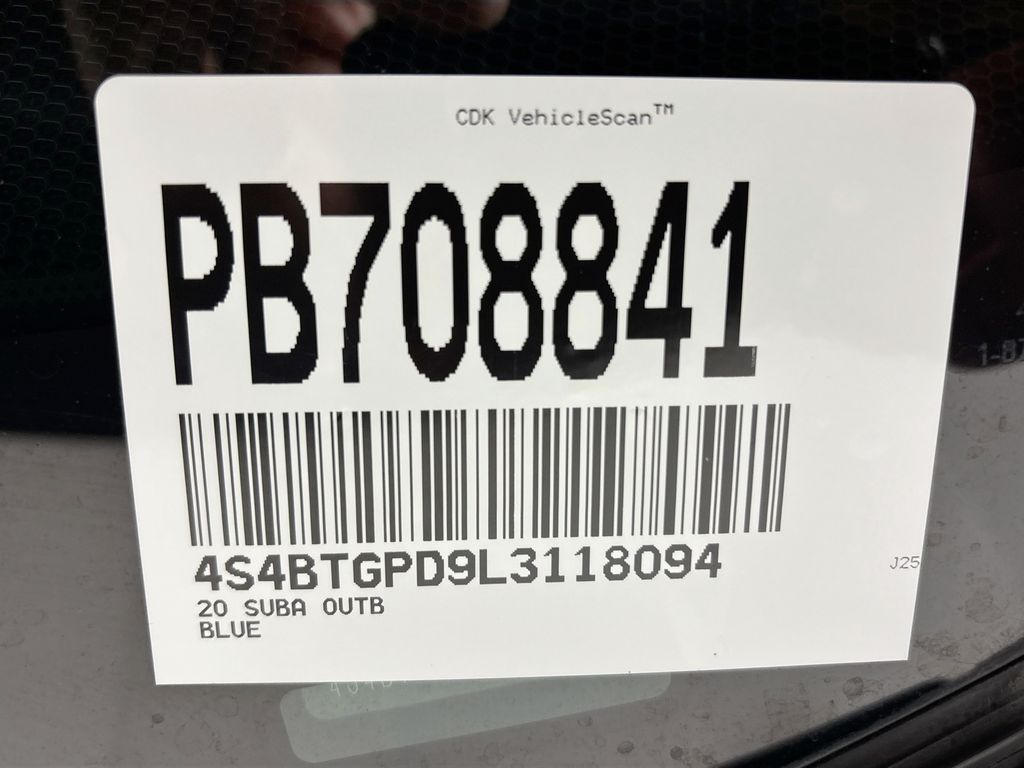 CDK VehicleScan™
PB708841
4S4BTGPD9L3118094
J25
20 SUBA OUTB
BLUE